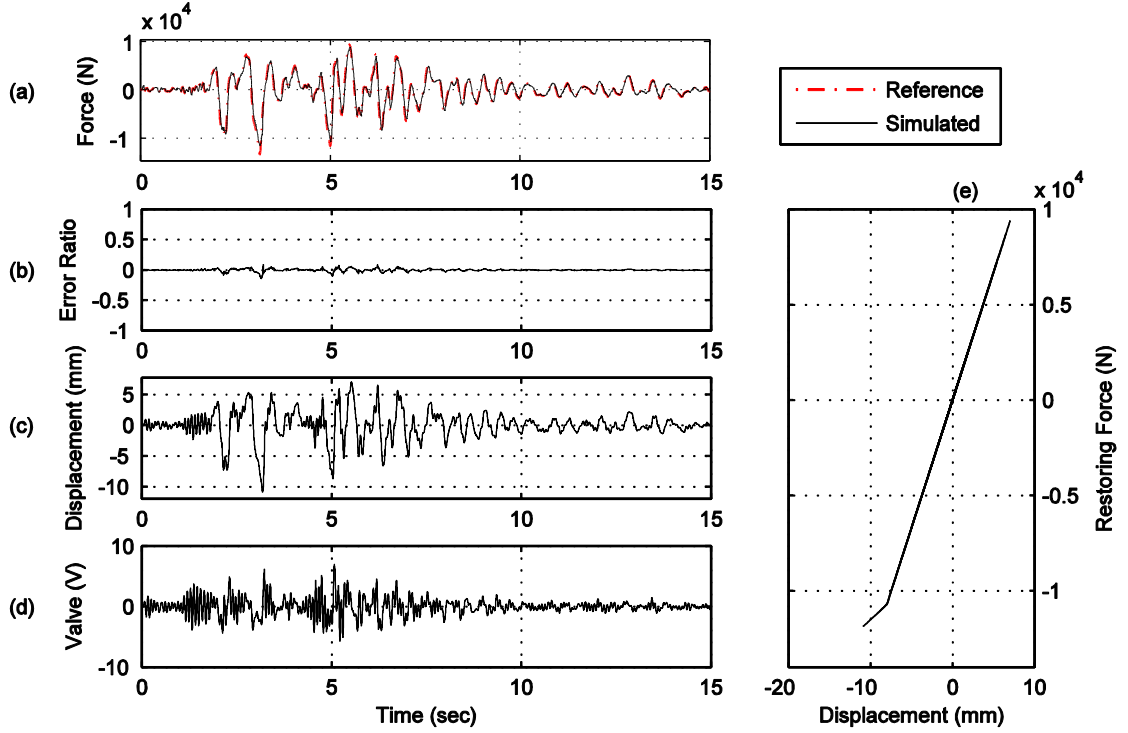 x 10^4
(a)
Force (N)
1
0
-1
0 5 10 15
Reference
Simulated
(b)
Error Ratio
1
0.5
0
-0.5
-1
0 5 10 15
(c)
Displacement (mm)
5
0
-5
-10
0 5 10 15
(d)
Valve (V)
10
0
-10
0 5 10 15
Time (sec)
(e)
x 10^4
1
0.5
0
-0.5
-1
Restoring Force (N)
-20 -10 0 10
Displacement (mm)